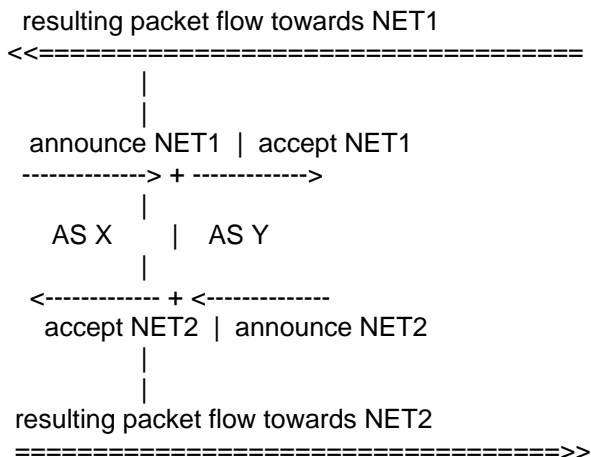 resulting packet flow towards NET1
<<===================================
|
|
announce NET1 | accept NET1
--------------> + ------------->
|
AS X | AS Y
|
<------------- + <--------------
accept NET2 | announce NET2
|
|
resulting packet flow towards NET2
===================================>>